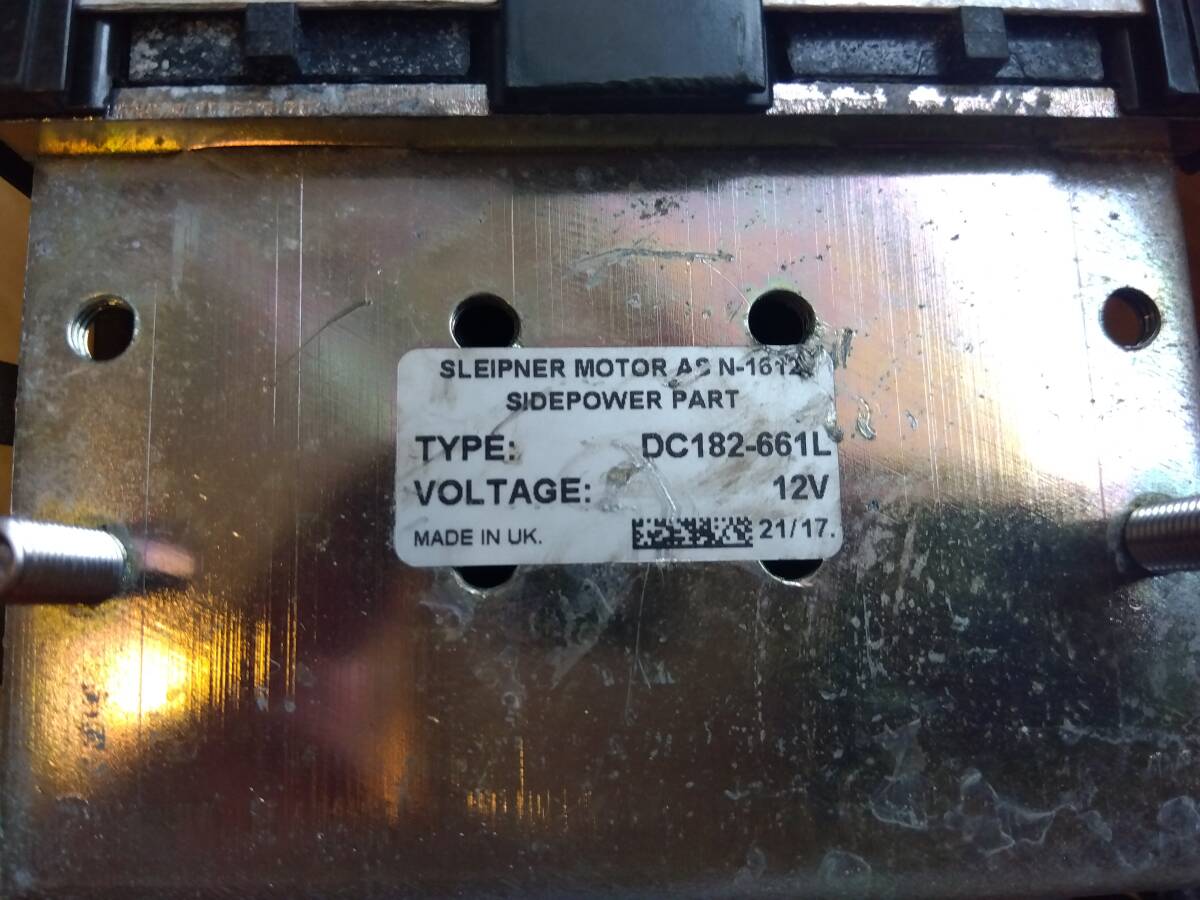 SLEIPNER MOTOR AS N-1612
SIDEPOWER PART
TYPE: DC182-661L
VOLTAGE: 12V
MADE IN UK. 21/17.